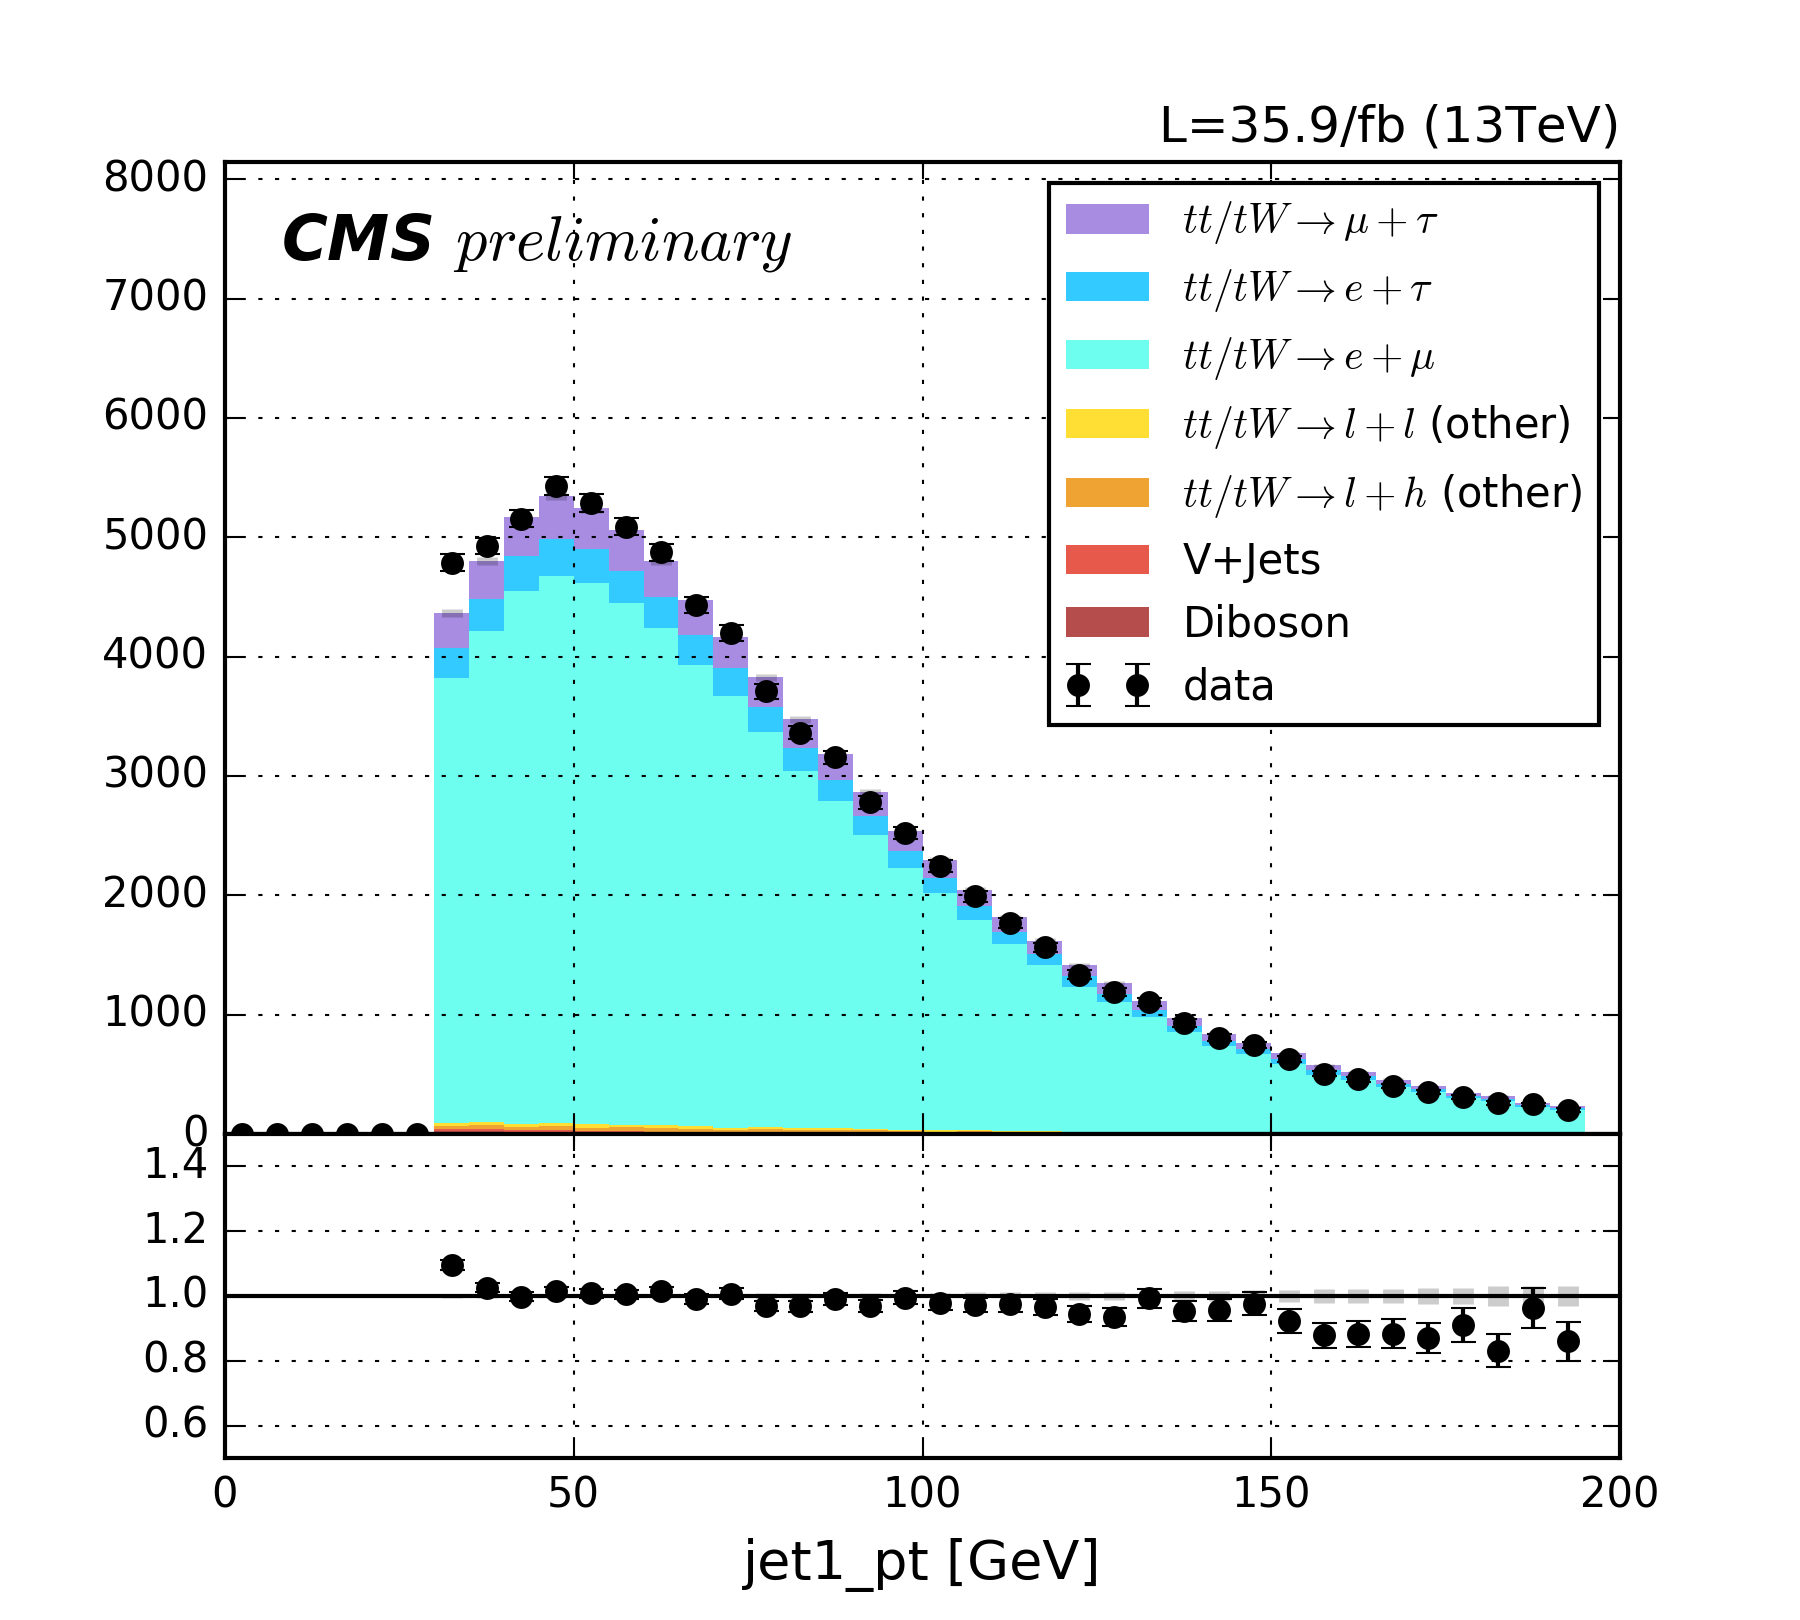 L=35.9/fb (13TeV)
CMS preliminary
8000
7000
6000
5000
4000
3000
2000
1000
0
tt/tW → μ + τ
tt/tW → e + τ
tt/tW → e + μ
tt/tW → l + l (other)
tt/tW → l + h (other)
V+Jets
Diboson
data
1.4
1.2
1.0
0.8
0.6
0 50 100 150 200
jet1_pt [GeV]